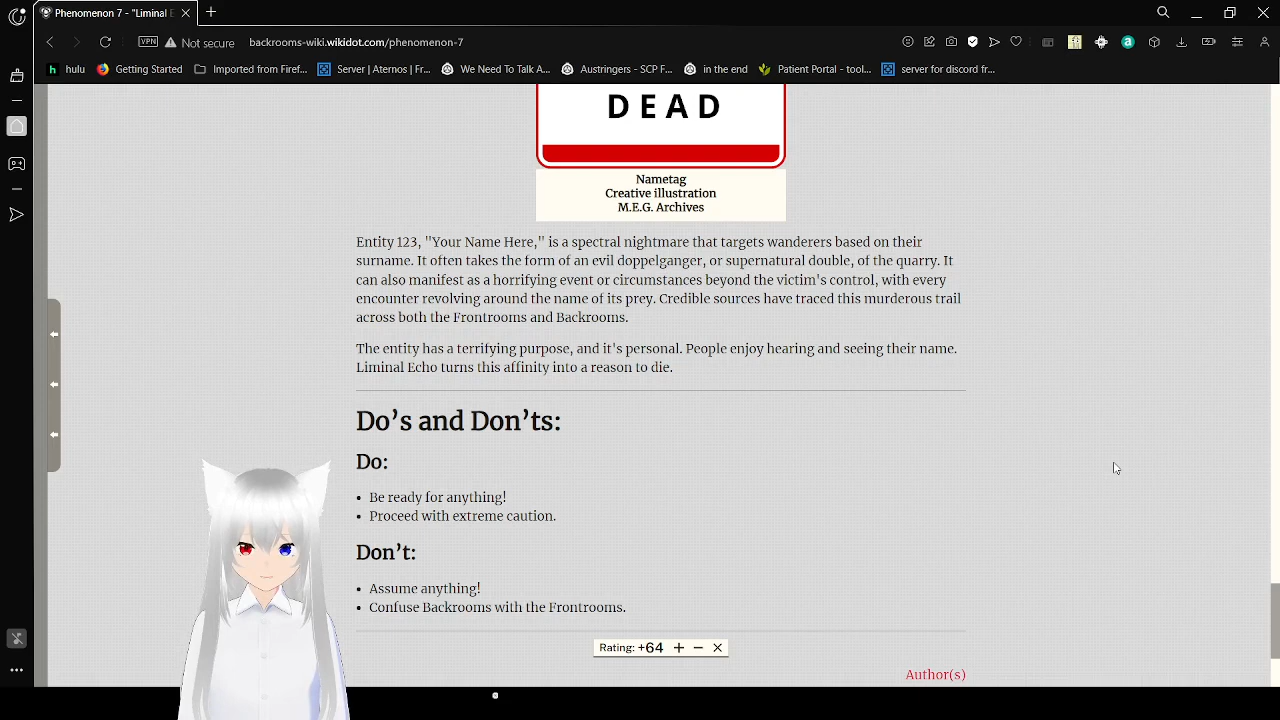 Phenomenon 7 - "Liminal E
VPN
Not secure
backrooms-wiki.wikidot.com/phenomenon-7
hulu
Getting Started
Imported from Firef...
Server | Aternos | Fr...
We Need To Talk A...
Austringers - SCP F...
in the end
Patient Portal - tool...
server for discord fr...
DEAD
Nametag
Creative illustration
M.E.G. Archives
Entity 123, "Your Name Here," is a spectral nightmare that targets wanderers based on their
surname. It often takes the form of an evil doppelganger, or supernatural double, of the quarry. It
can also manifest as a horrifying event or circumstances beyond the victim's control, with every
encounter revolving around the name of its prey. Credible sources have traced this murderous trail
across both the Frontrooms and Backrooms.
The entity has a terrifying purpose, and it's personal. People enjoy hearing and seeing their name.
Liminal Echo turns this affinity into a reason to die.
Do’s and Don’ts:
Do:
• Be ready for anything!
• Proceed with extreme caution.
Don’t:
• Assume anything!
• Confuse Backrooms with the Frontrooms.
Rating: +64 + − ×
Author(s)